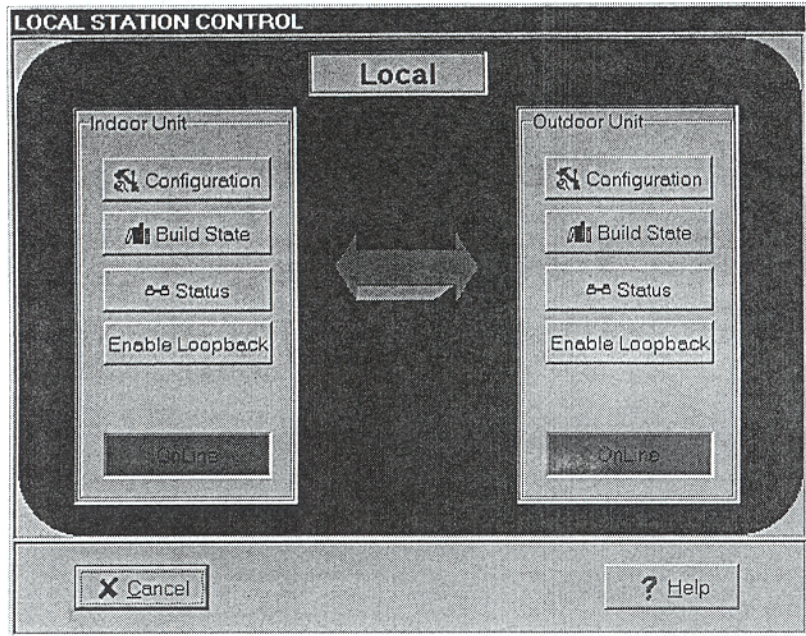 LOCAL STATION CONTROL
Local
Indoor Unit
Configuration
Build State
Status
Enable Loopback
OnLine
Outdoor Unit
Configuration
Build State
Status
Enable Loopback
OnLine
Cancel
? Help